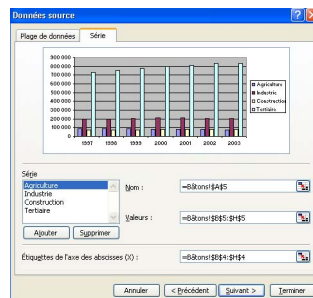 Données source
Plage de données Série
900 000
800 000
700 000
600 000
500 000
400 000
300 000
200 000
100 000
0
1997 1998 1999 2000 2001 2002 2003
Agriculture
Industrie
Construction
Tertiaire
Série
Agriculture
Industrie
Construction
Tertiaire
Nom : =Bâtons!$A$5
Valeurs : =Bâtons!$B$5:$H$5
Ajouter Supprimer
Étiquettes de l'axe des abscisses (X) : =Bâtons!$B$4:$H$4
Annuler < Précédent Suivant > Terminer